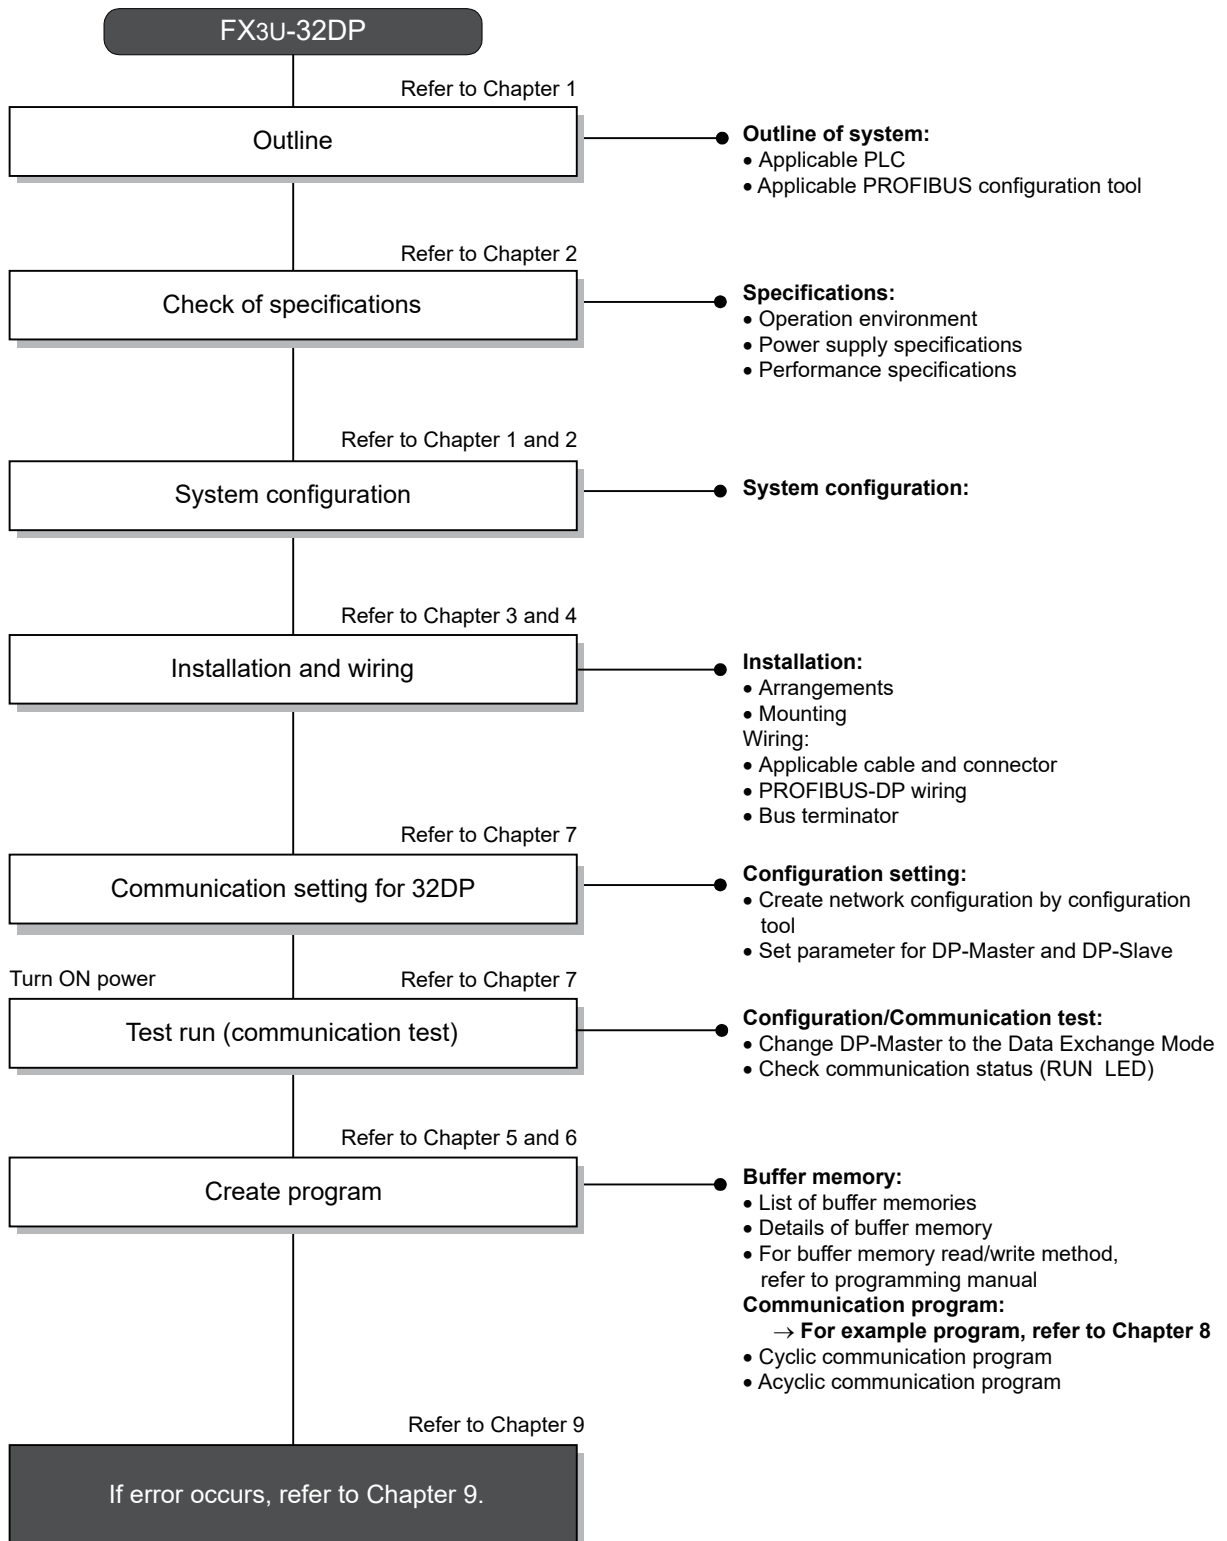 FX3U-32DP
Refer to Chapter 1
Outline
Outline of system:
• Applicable PLC
• Applicable PROFIBUS configuration tool
Refer to Chapter 2
Check of specifications
Specifications:
• Operation environment
• Power supply specifications
• Performance specifications
Refer to Chapter 1 and 2
System configuration
System configuration:
Refer to Chapter 3 and 4
Installation and wiring
Installation:
• Arrangements
• Mounting
Wiring:
• Applicable cable and connector
• PROFIBUS-DP wiring
• Bus terminator
Refer to Chapter 7
Communication setting for 32DP
Configuration setting:
• Create network configuration by configuration
tool
• Set parameter for DP-Master and DP-Slave
Turn ON power
Refer to Chapter 7
Test run (communication test)
Configuration/Communication test:
• Change DP-Master to the Data Exchange Mode
• Check communication status (RUN LED)
Refer to Chapter 5 and 6
Create program
Buffer memory:
• List of buffer memories
• Details of buffer memory
• For buffer memory read/write method,
refer to programming manual
Communication program:
→ For example program, refer to Chapter 8
• Cyclic communication program
• Acyclic communication program
Refer to Chapter 9
If error occurs, refer to Chapter 9.